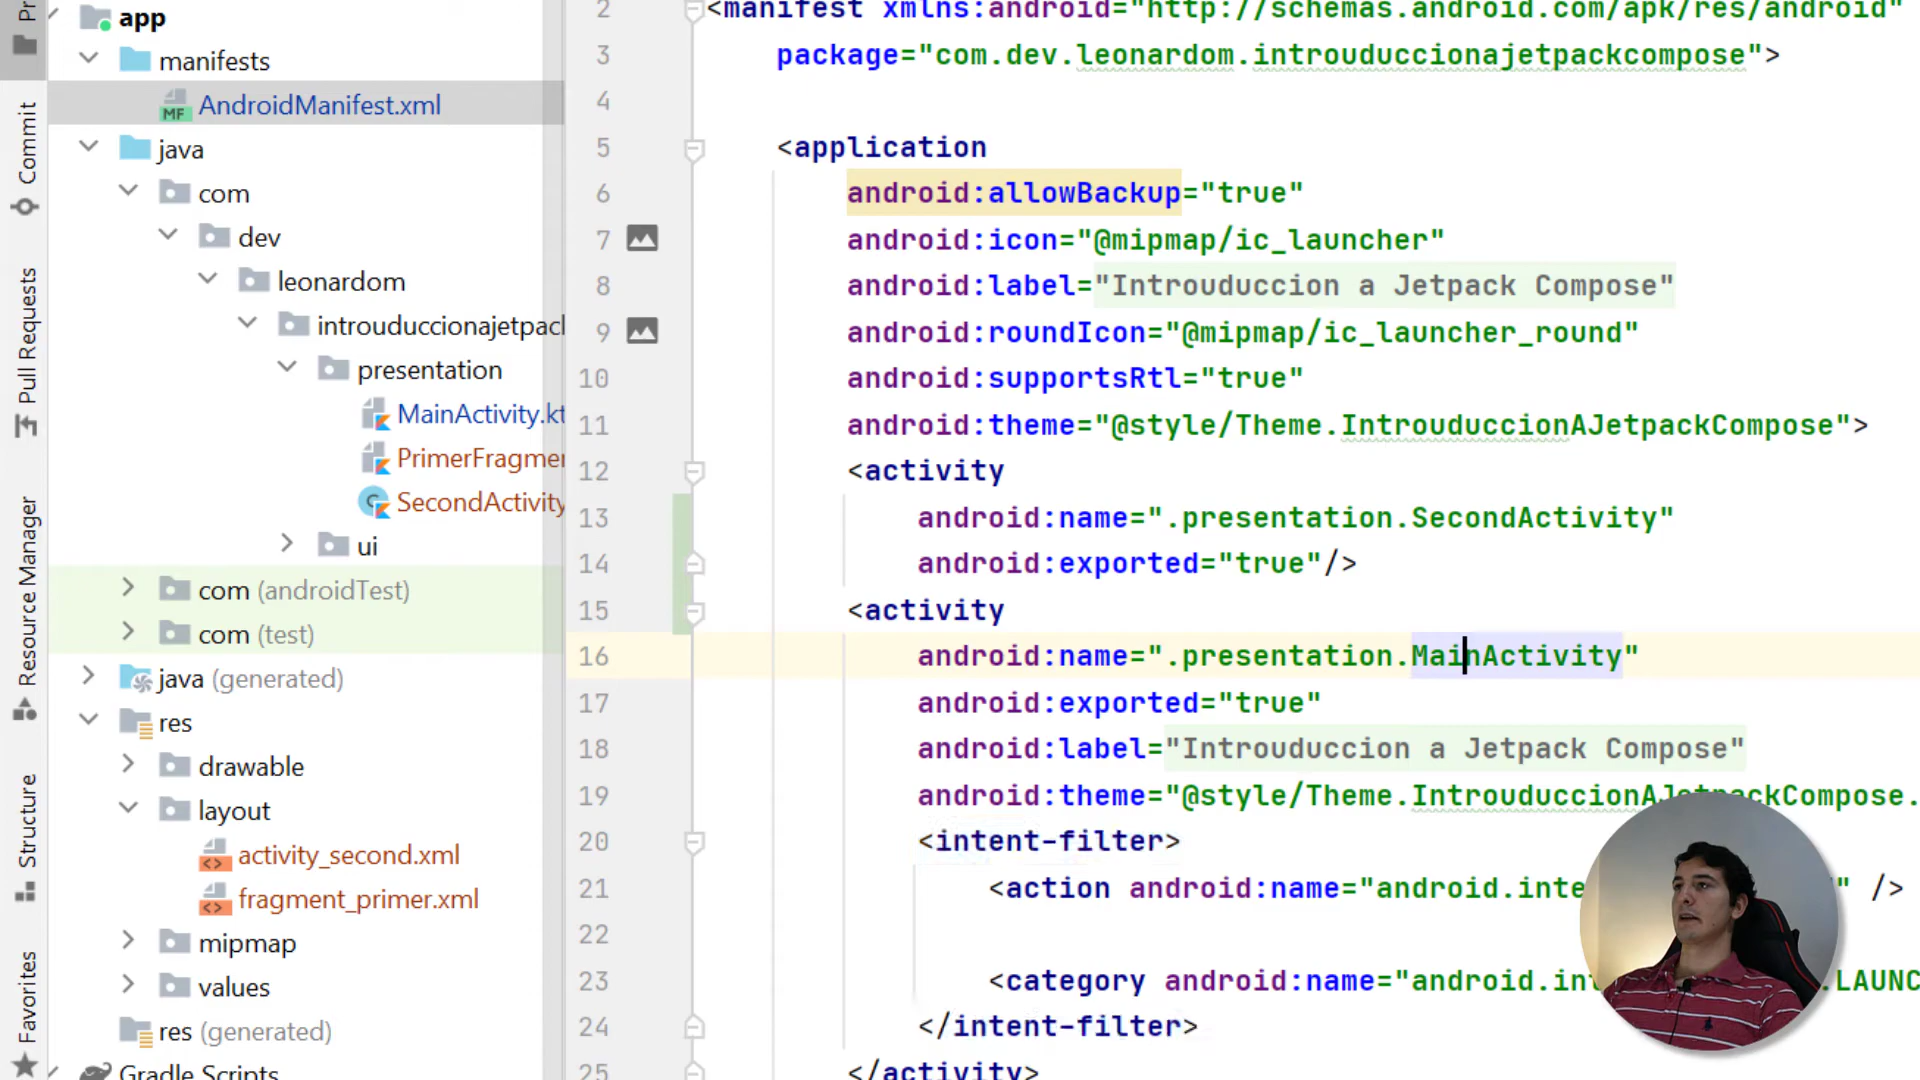 Pr
Commit
Pull Requests
Resource Manager
Structure
Favorites
app
manifests
MF AndroidManifest.xml
java
com
dev
leonardom
introuduccionajetpac
presentation
MainActivity.kt
PrimerFragme
SecondActivity
ui
com (androidTest)
com (test)
java (generated)
res
drawable
layout
activity_second.xml
fragment_primer.xml
mipmap
values
res (generated)
Gradle Scripts
2 <manifest xmlns:android="http://schemas.android.com/apk/res/android"
3 package="com.dev.leonardom.introuduccionajetpackcompose">
4
5 <application
6 android:allowBackup="true"
7 android:icon="@mipmap/ic_launcher"
8 android:label="Introuduccion a Jetpack Compose"
9 android:roundIcon="@mipmap/ic_launcher_round"
10 android:supportsRtl="true"
11 android:theme="@style/Theme.IntrouduccionAJetpackCompose">
12 <activity
13 android:name=".presentation.SecondActivity"
14 android:exported="true"/>
15 <activity
16 android:name=".presentation.MainActivity"
17 android:exported="true"
18 android:label="Introuduccion a Jetpack Compose"
19 android:theme="@style/Theme.IntrouduccionAJetpackCompose.
20 <intent-filter>
21 <action android:name="android.inte " />
22
23 <category android:name="android.in .LAUNC
24 </intent-filter>
25 </activity>